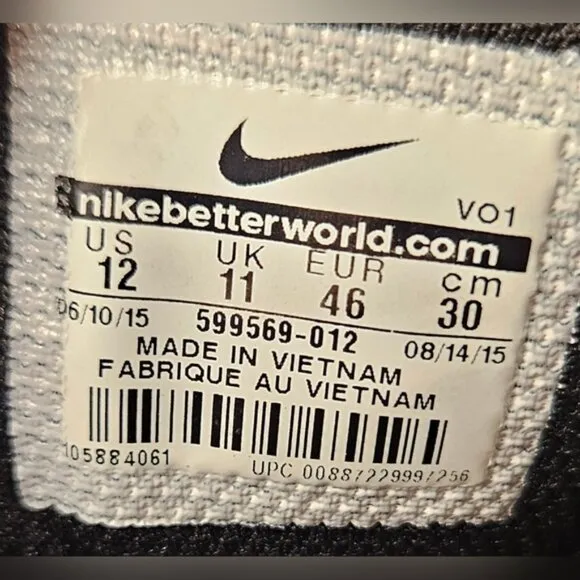 VO1
nikebetterworld.com
US UK EUR cm
12 11 46 30
06/10/15 599569-012 08/14/15
MADE IN VIETNAM
FABRIQUE AU VIETNAM
105884061
UPC 00887229997256